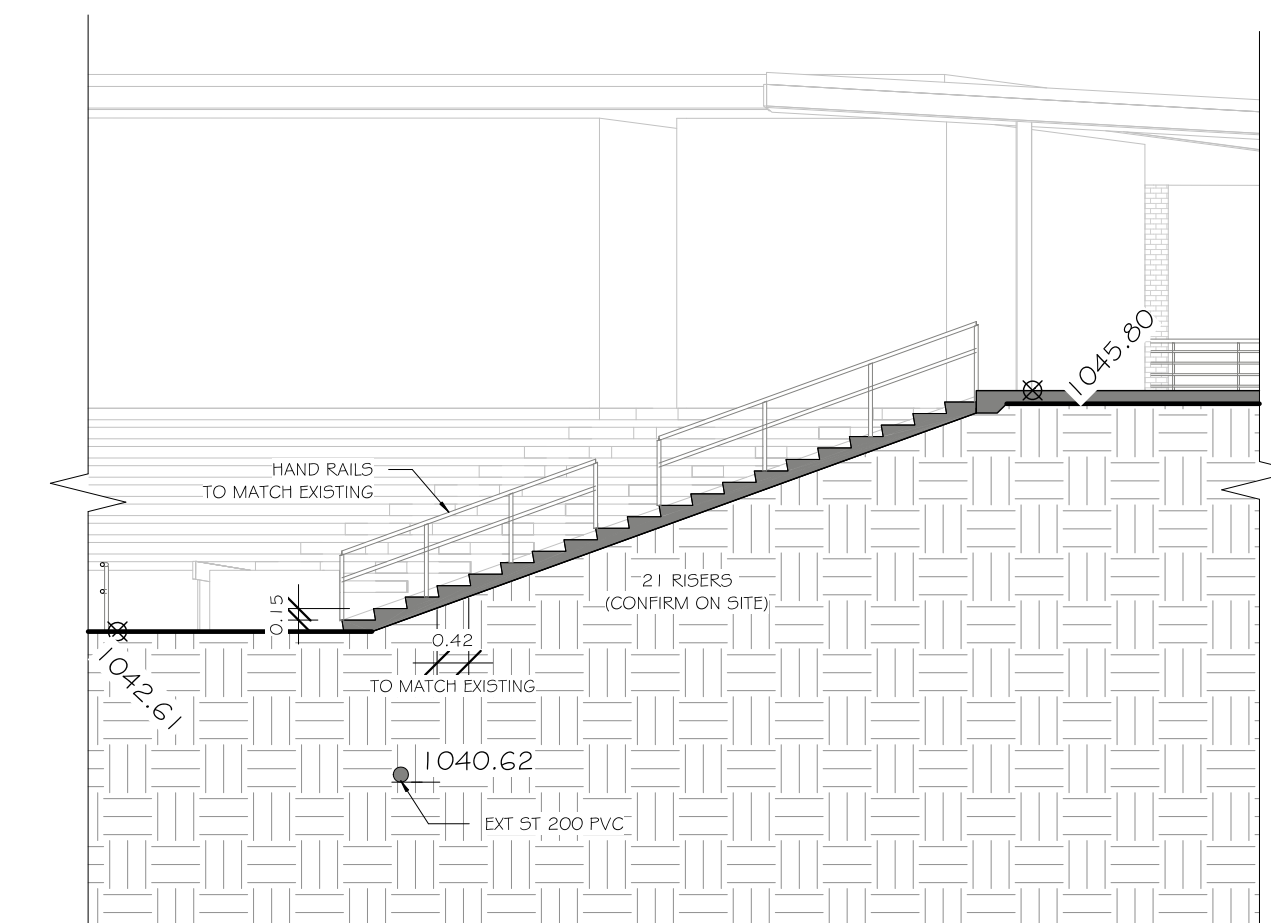 1045.80
HAND RAILS
TO MATCH EXISTING
21 RISERS
(CONFIRM ON SITE)
0.15
0.42
TO MATCH EXISTING
1042.61
1040.62
EXT ST 200 PVC